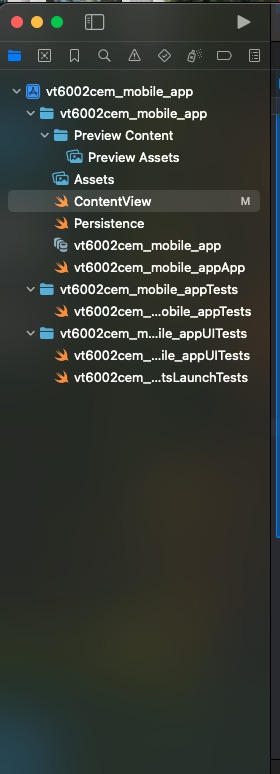 vt6002cem_mobile_app
vt6002cem_mobile_app
Preview Content
Preview Assets
Assets
ContentView M
Persistence
vt6002cem_mobile_app
vt6002cem_mobile_appApp
vt6002cem_mobile_appTests
vt6002cem_...obile_appTests
vt6002cem_m...ile_appUITests
vt6002cem_...ile_appUITests
vt6002cem_...tsLaunchTests